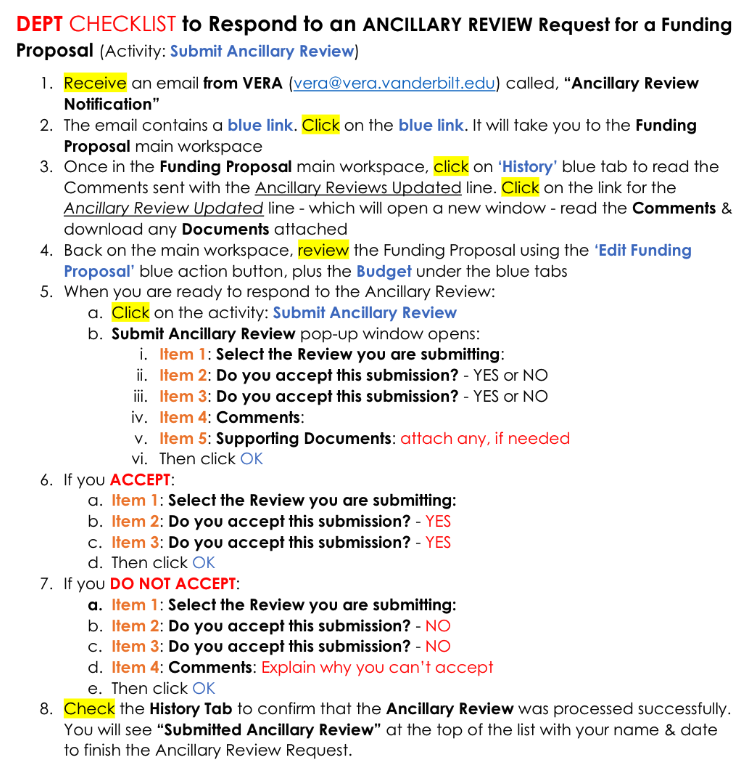 DEPT CHECKLIST to Respond to an ANCILLARY REVIEW Request for a Funding
Proposal (Activity: Submit Ancillary Review)
1. Receive an email from VERA (vera@vera.vanderbilt.edu) called, “Ancillary Review
Notification”
2. The email contains a blue link. Click on the blue link. It will take you to the Funding
Proposal main workspace
3. Once in the Funding Proposal main workspace, click on ‘History’ blue tab to read the
Comments sent with the Ancillary Reviews Updated line. Click on the link for the
Ancillary Review Updated line - which will open a new window - read the Comments &
download any Documents attached
4. Back on the main workspace, review the Funding Proposal using the ‘Edit Funding
Proposal’ blue action button, plus the Budget under the blue tabs
5. When you are ready to respond to the Ancillary Review:
a. Click on the activity: Submit Ancillary Review
b. Submit Ancillary Review pop-up window opens:
i. Item 1: Select the Review you are submitting:
ii. Item 2: Do you accept this submission? - YES or NO
iii. Item 3: Do you accept this submission? - YES or NO
iv. Item 4: Comments:
v. Item 5: Supporting Documents: attach any, if needed
vi. Then click OK
6. If you ACCEPT:
a. Item 1: Select the Review you are submitting:
b. Item 2: Do you accept this submission? - YES
c. Item 3: Do you accept this submission? - YES
d. Then click OK
7. If you DO NOT ACCEPT:
a. Item 1: Select the Review you are submitting:
b. Item 2: Do you accept this submission? - NO
c. Item 3: Do you accept this submission? - NO
d. Item 4: Comments: Explain why you can’t accept
e. Then click OK
8. Check the History Tab to confirm that the Ancillary Review was processed successfully.
You will see “Submitted Ancillary Review” at the top of the list with your name & date
to finish the Ancillary Review Request.